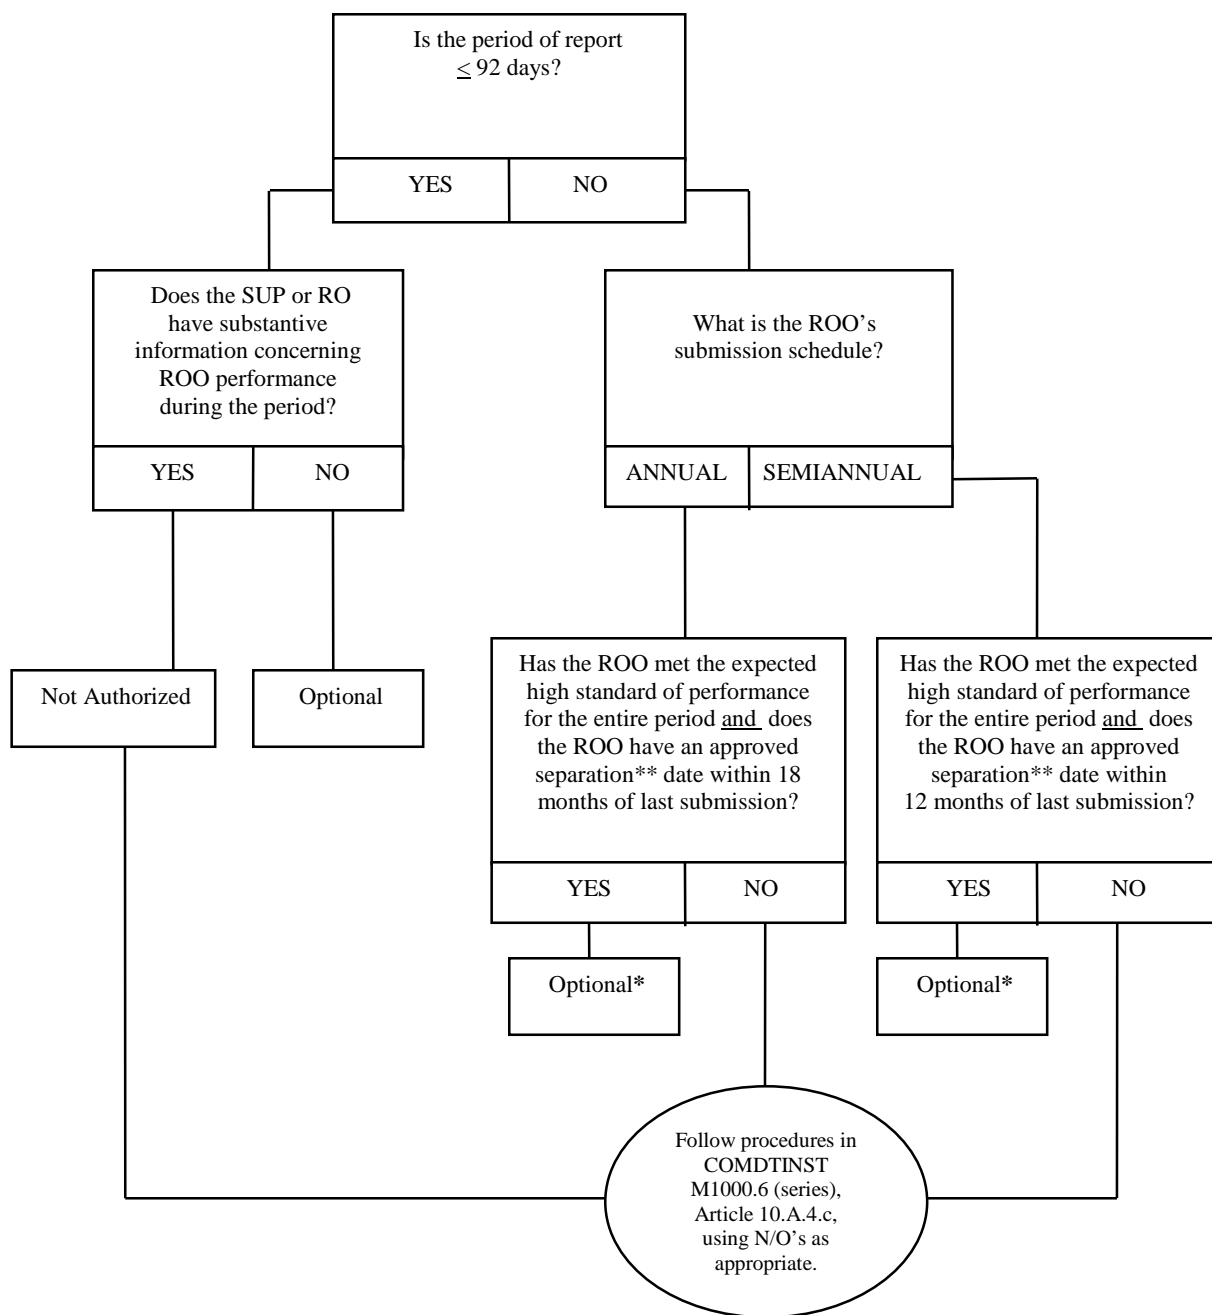 Is the period of report
≤ 92 days?
YES
NO
Does the SUP or RO
have substantive
information concerning
ROO performance
during the period?
YES
NO
What is the ROO’s
submission schedule?
ANNUAL
SEMIANNUAL
Not Authorized
Optional
Has the ROO met the expected
high standard of performance
for the entire period and does
the ROO have an approved
separation** date within 18
months of last submission?
YES
NO
Has the ROO met the expected
high standard of performance
for the entire period and does
the ROO have an approved
separation** date within
12 months of last submission?
YES
NO
Optional*
Optional*
Follow procedures in
COMDTINST
M1000.6 (series),
Article 10.A.4.c,
using N/O’s as
appropriate.